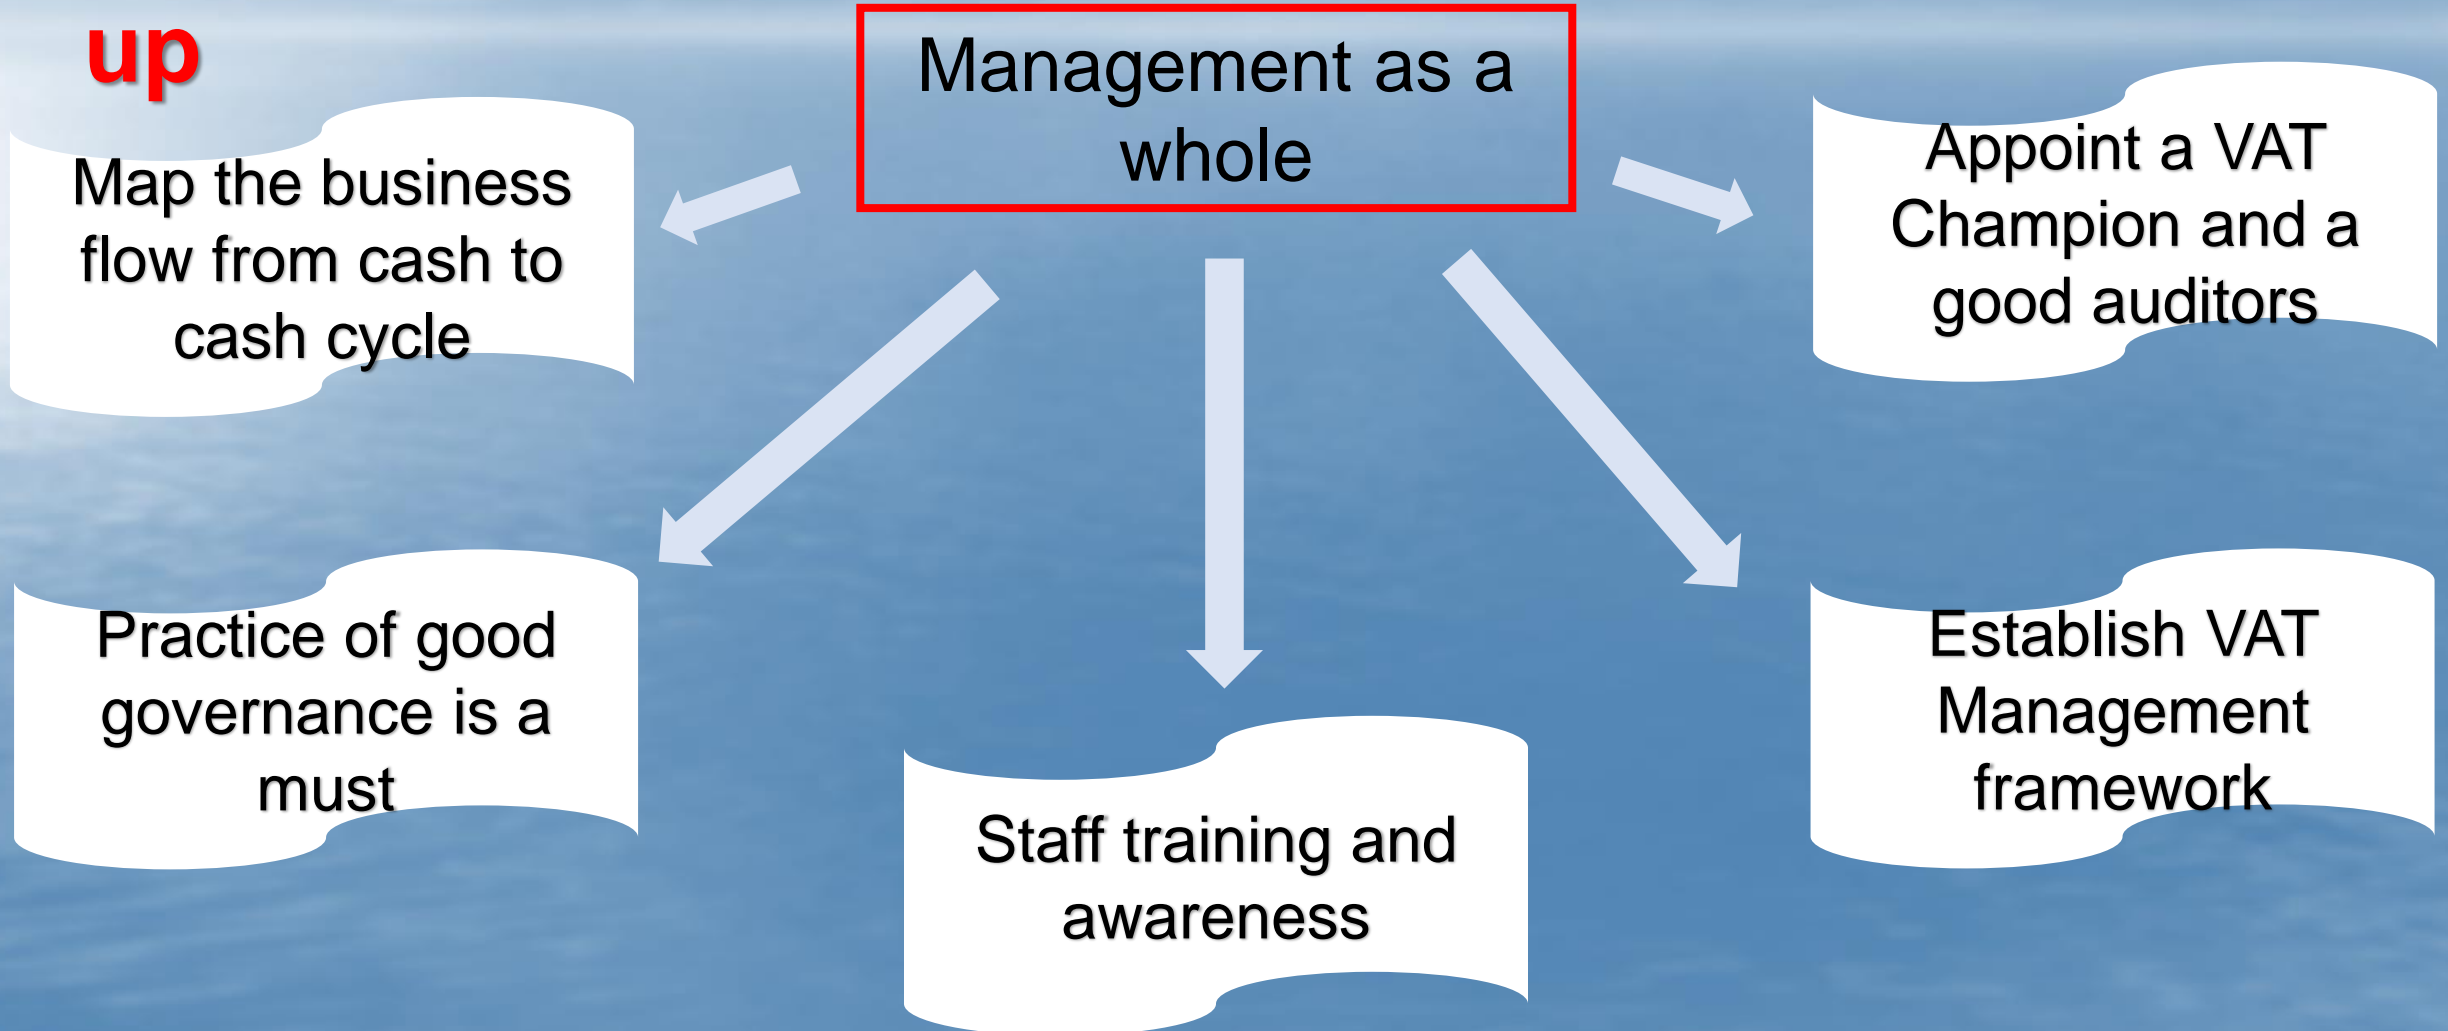 up
Management as a
whole
Map the business
flow from cash to
cash cycle
Appoint a VAT
Champion and a
good auditors
Practice of good
governance is a
must
Staff training and
awareness
Establish VAT
Management
framework